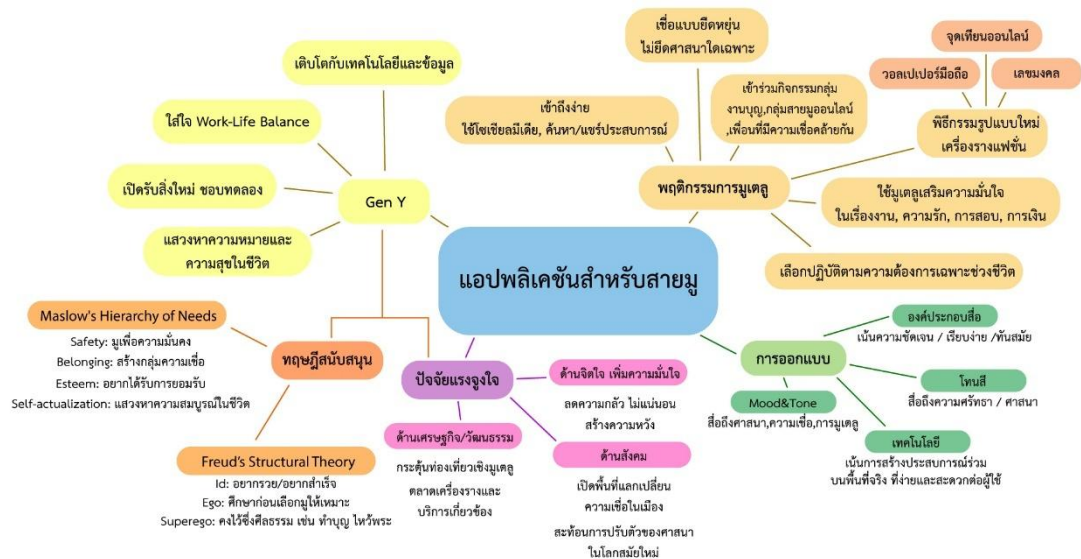 แอปพลิเคชันสำหรับสายมู
Gen Y
เติบโตกับเทคโนโลยีและข้อมูล
ใส่ใจ Work-Life Balance
เปิดรับสิ่งใหม่ ชอบทดลอง
แสวงหาความหมายและ
ความสุขในชีวิต
พฤติกรรมการมูเตลู
เข้าถึงง่าย
ใช้โซเชียลมีเดีย, ค้นหา/แชร์ประสบการณ์
เชื่อแบบยืดหยุ่น
ไม่ยึดศาสนาใดเฉพาะ
เข้าร่วมกิจกรรมกลุ่ม
งานบุญ,กลุ่มสายมูออนไลน์
,เพื่อนที่มีความเชื่อคล้ายกัน
พิธีกรรมรูปแบบใหม่
เครื่องรางแฟชั่น
วอลเปเปอร์มือถือ
จุดเทียนออนไลน์
เลขมงคล
ใช้มูเตลูเสริมความมั่นใจ
ในเรื่องงาน, ความรัก, การสอบ, การเงิน
เลือกปฏิบัติตามความต้องการเฉพาะช่วงชีวิต
ทฤษฎีสนับสนุน
Maslow's Hierarchy of Needs
Safety: มูเพื่อความมั่นคง
Belonging: สร้างกลุ่มความเชื่อ
Esteem: อยากได้รับการยอมรับ
Self-actualization: แสวงหาความสมบูรณ์ในชีวิต
Freud's Structural Theory
Id: อยากรวย/อยากสำเร็จ
Ego: ศึกษาก่อนเลือกมูให้เหมาะ
Superego: คงไว้ซึ่งศีลธรรม เช่น ทำบุญ ไหว้พระ
ปัจจัยแรงจูงใจ
ด้านเศรษฐกิจ/วัฒนธรรม
กระตุ้นท่องเที่ยวเชิงมูเตลู
ตลาดเครื่องรางและ
บริการเกี่ยวข้อง
ด้านจิตใจ เพิ่มความมั่นใจ
ลดความกลัว ไม่แน่นอน
สร้างความหวัง
ด้านสังคม
เปิดพื้นที่แลกเปลี่ยน
ความเชื่อในเมือง
สะท้อนการปรับตัวของศาสนา
ในโลกสมัยใหม่
การออกแบบ
องค์ประกอบสื่อ
เน้นความชัดเจน / เรียบง่าย /ทันสมัย
โทนสี
สื่อถึงความศรัทธา / ศาสนา
Mood&Tone
สื่อถึงศาสนา,ความเชื่อ,การมูเตลู
เทคโนโลยี
เน้นการสร้างประสบการณ์ร่วม
บนพื้นที่จริง ที่ง่ายและสะดวกต่อผู้ใช้